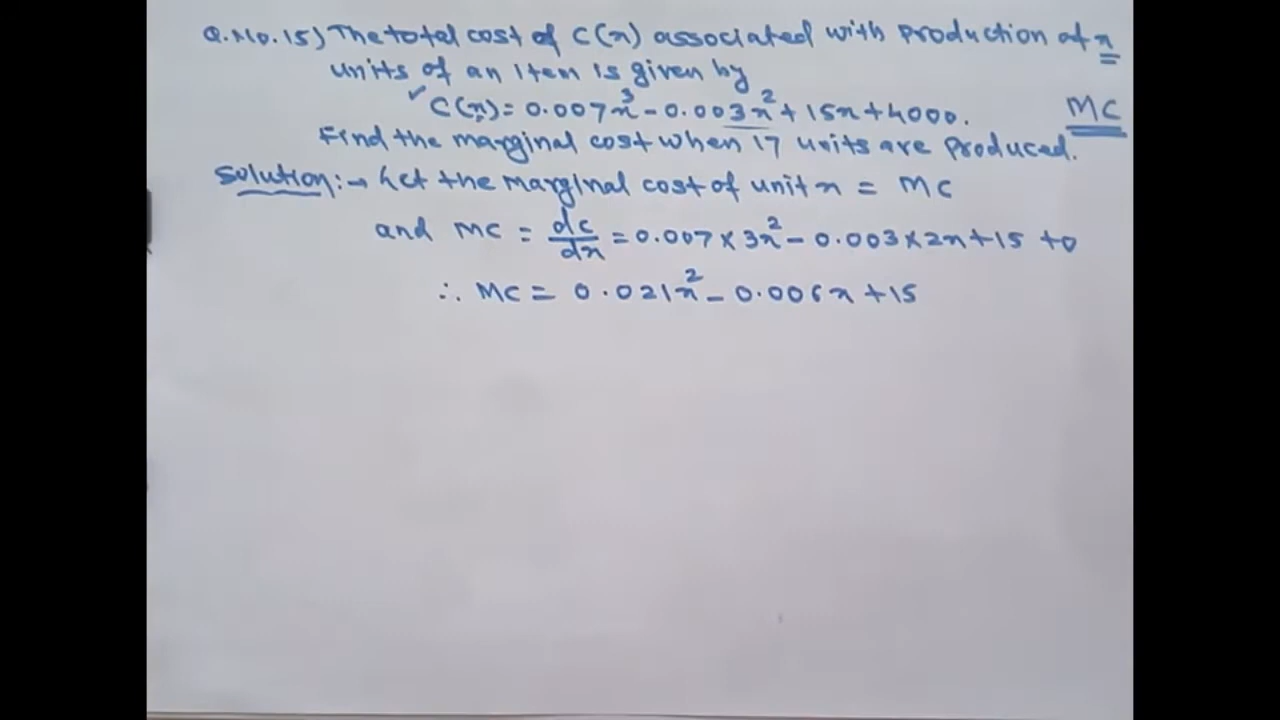 Q.No.15) The total cost of C(x) associated with production of x
units of an item is given by
✓ C(x) = 0.007x³ - 0.003x² + 15x + 4000.
MC
Find the marginal cost when 17 units are produced.
Solution:→ Let the marginal cost of unit x = MC
and MC = dc/dx = 0.007 × 3x² - 0.003 × 2x + 15 + 0
∴ MC = 0.021x² - 0.006x + 15